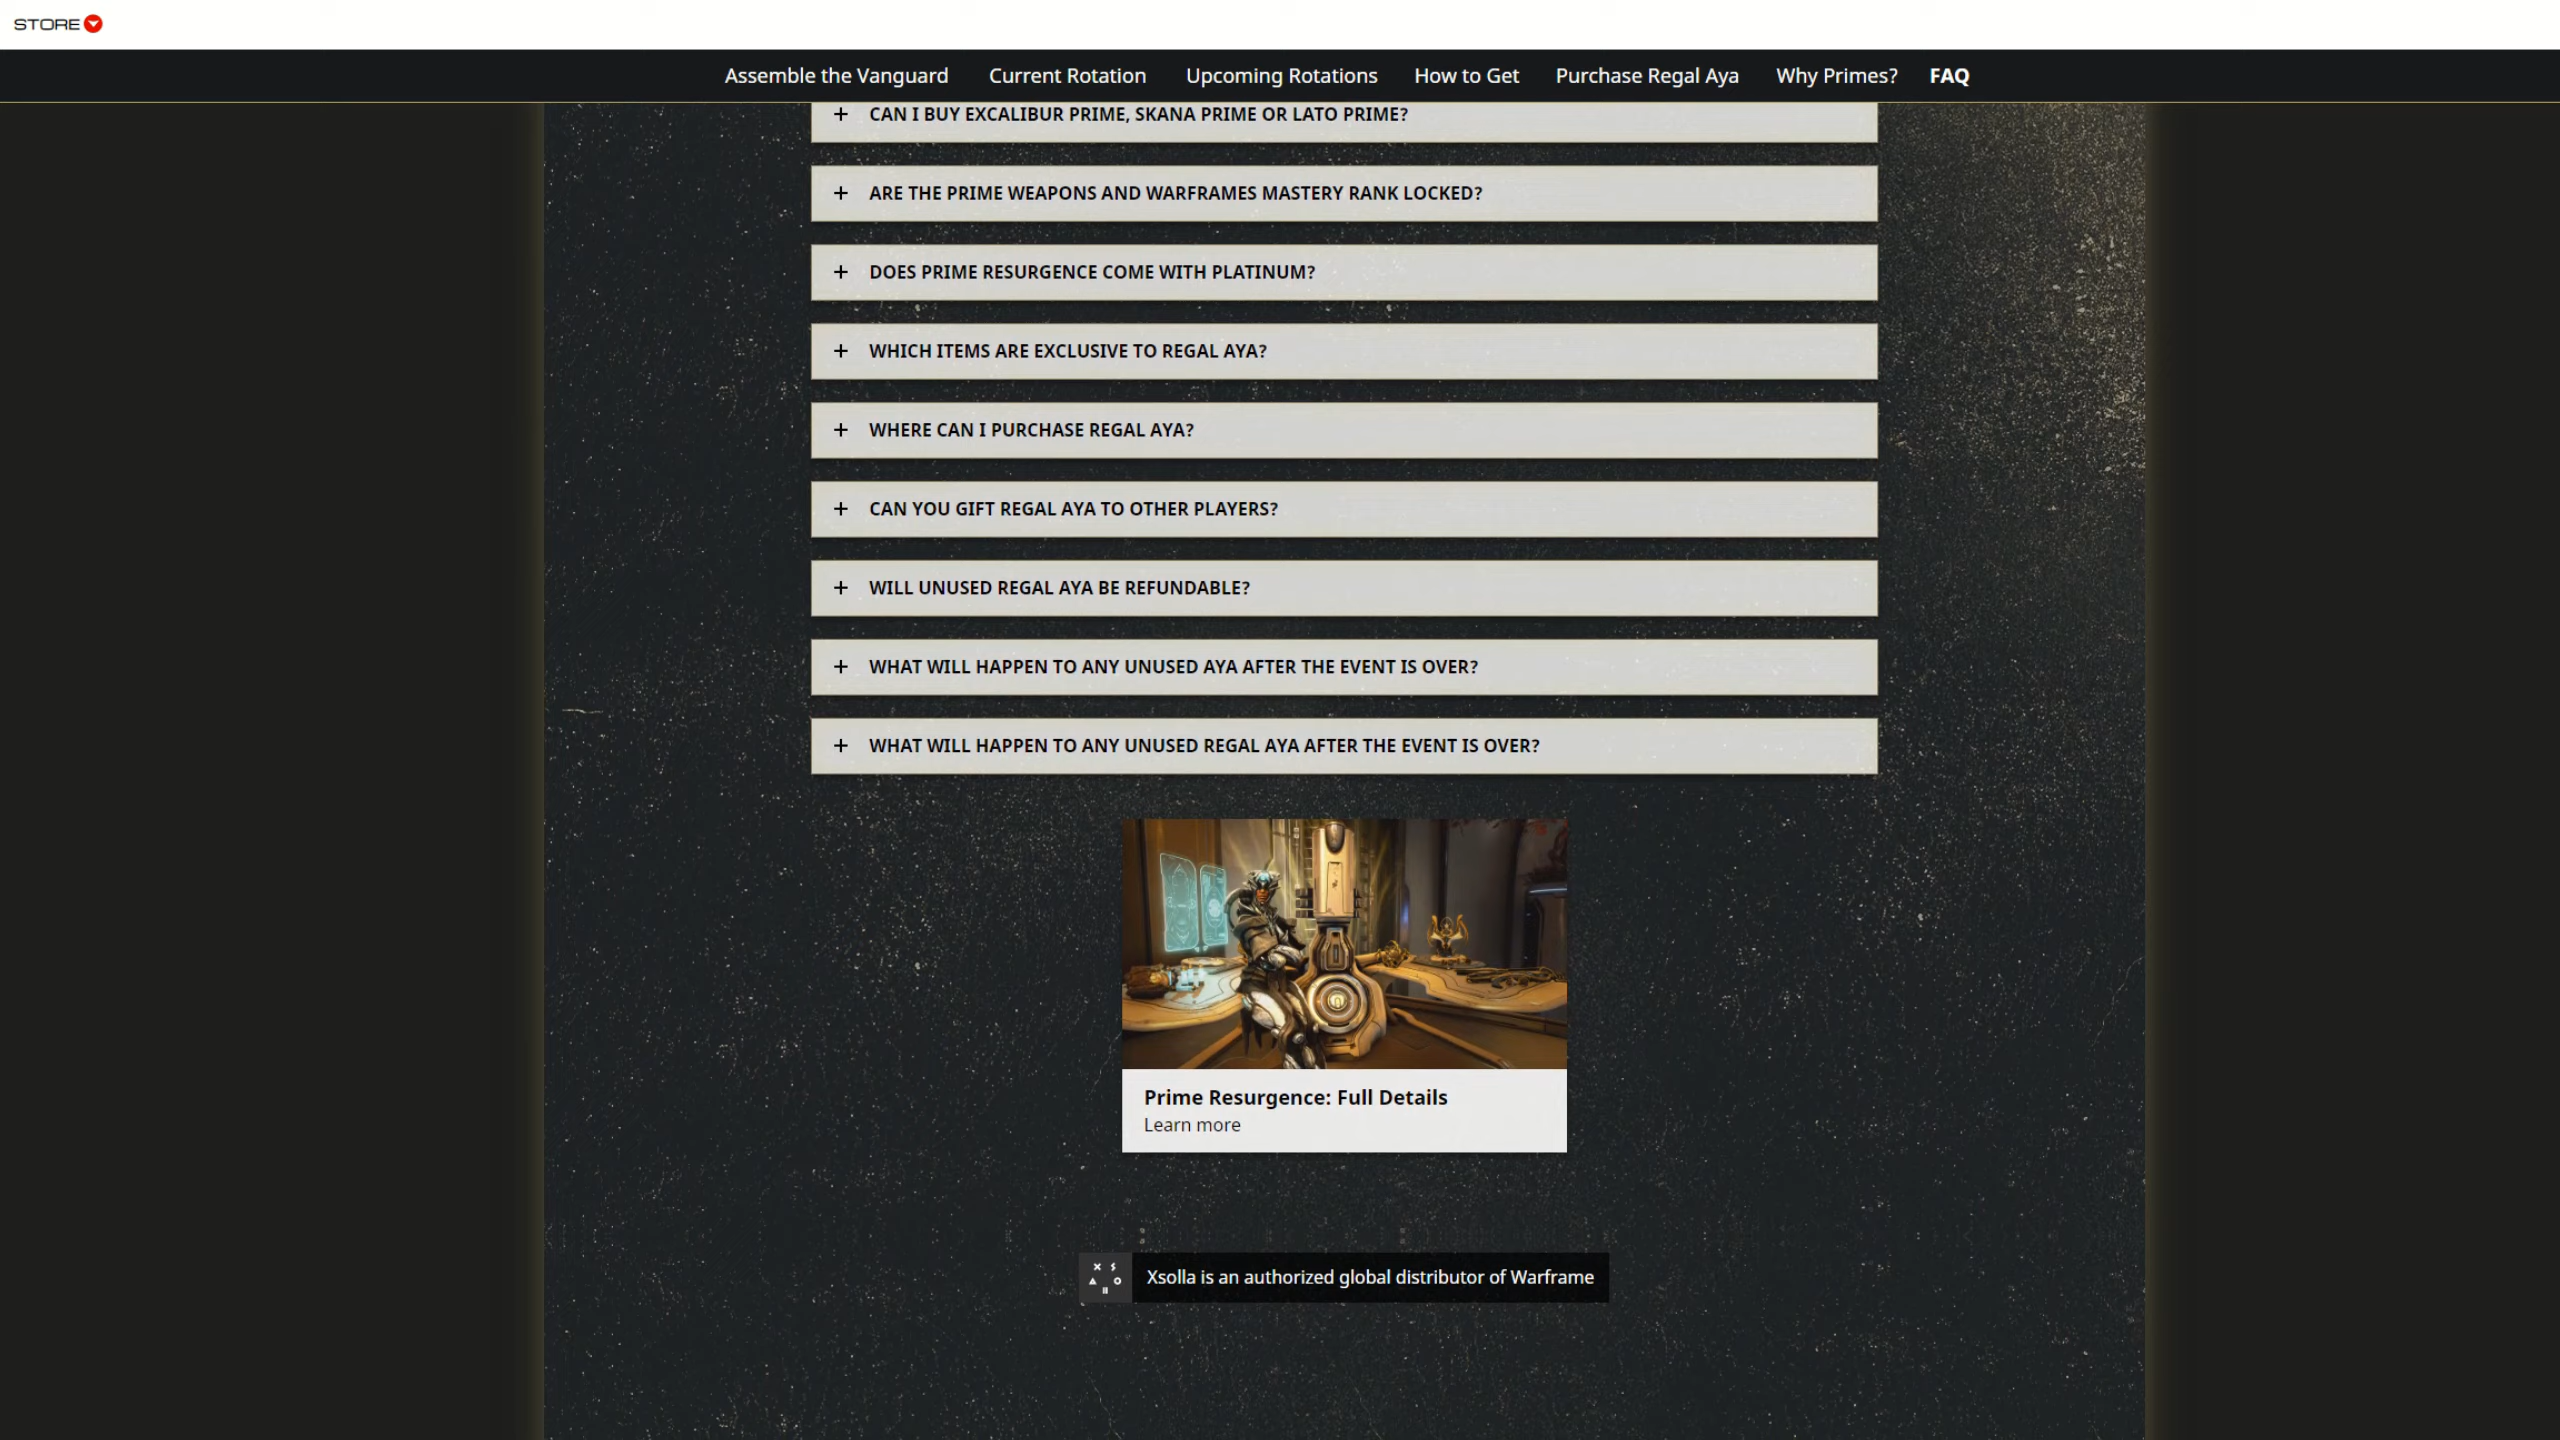 STORE
Assemble the Vanguard Current Rotation Upcoming Rotations How to Get Purchase Regal Aya Why Primes? FAQ
+ CAN I BUY EXCALIBUR PRIME, SKANA PRIME OR LATO PRIME?
+ ARE THE PRIME WEAPONS AND WARFRAMES MASTERY RANK LOCKED?
+ DOES PRIME RESURGENCE COME WITH PLATINUM?
+ WHICH ITEMS ARE EXCLUSIVE TO REGAL AYA?
+ WHERE CAN I PURCHASE REGAL AYA?
+ CAN YOU GIFT REGAL AYA TO OTHER PLAYERS?
+ WILL UNUSED REGAL AYA BE REFUNDABLE?
+ WHAT WILL HAPPEN TO ANY UNUSED AYA AFTER THE EVENT IS OVER?
+ WHAT WILL HAPPEN TO ANY UNUSED REGAL AYA AFTER THE EVENT IS OVER?
Prime Resurgence: Full Details
Learn more
Xsolla is an authorized global distributor of Warframe